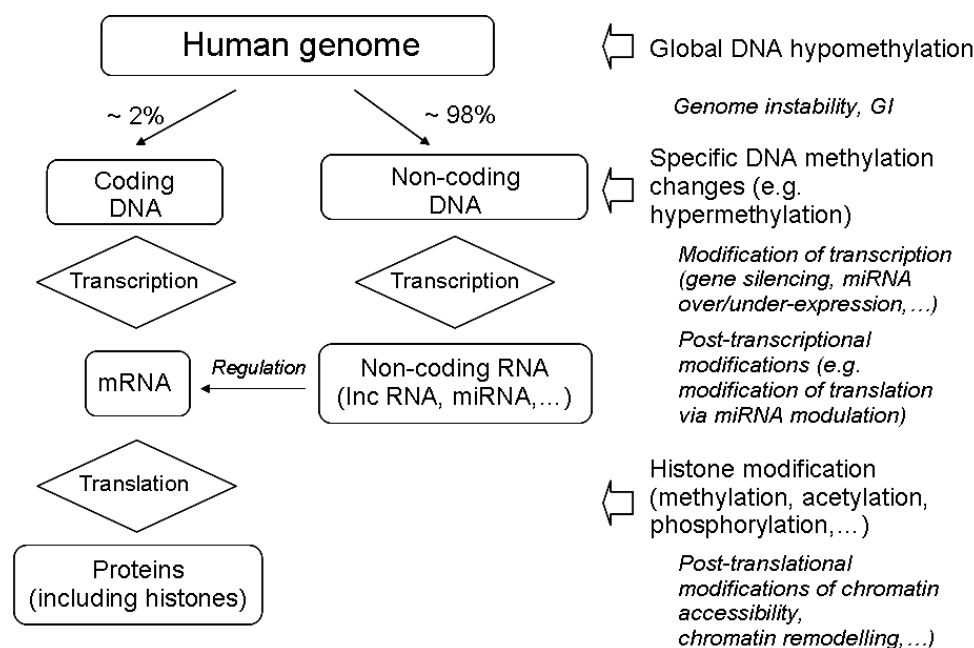 Human genome
Global DNA hypomethylation
~ 2%
~ 98%
Genome instability, GI
Coding
DNA
Non-coding
DNA
Specific DNA methylation
changes (e.g.
hypermethylation)
Transcription
Transcription
Modification of transcription
(gene silencing, miRNA
over/under-expression,…)
mRNA
Regulation
Non-coding RNA
(lnc RNA, miRNA,…)
Post-transcriptional
modifications (e.g.
modification of translation
via miRNA modulation)
Translation
Histone modification
(methylation, acetylation,
phosphorylation,…)
Proteins
(including histones)
Post-translational
modifications of chromatin
accessibility,
chromatin remodelling,…)